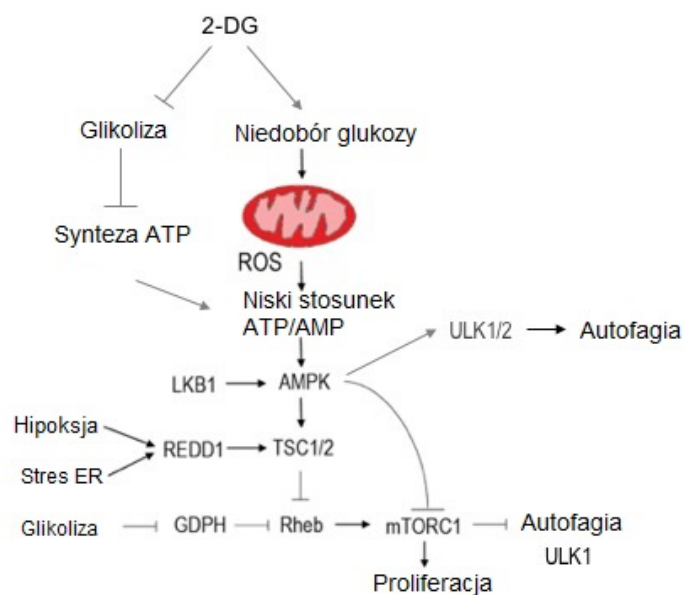 2-DG
Glikoliza
Niedobór glukozy
Synteza ATP
ROS
Niski stosunek
ATP/AMP
ULK1/2
Autofagia
LKB1
AMPK
Hipoksja
REDD1
TSC1/2
Stres ER
Glikoliza
GDPH
Rheb
mTORC1
Autofagia
ULK1
Proliferacja